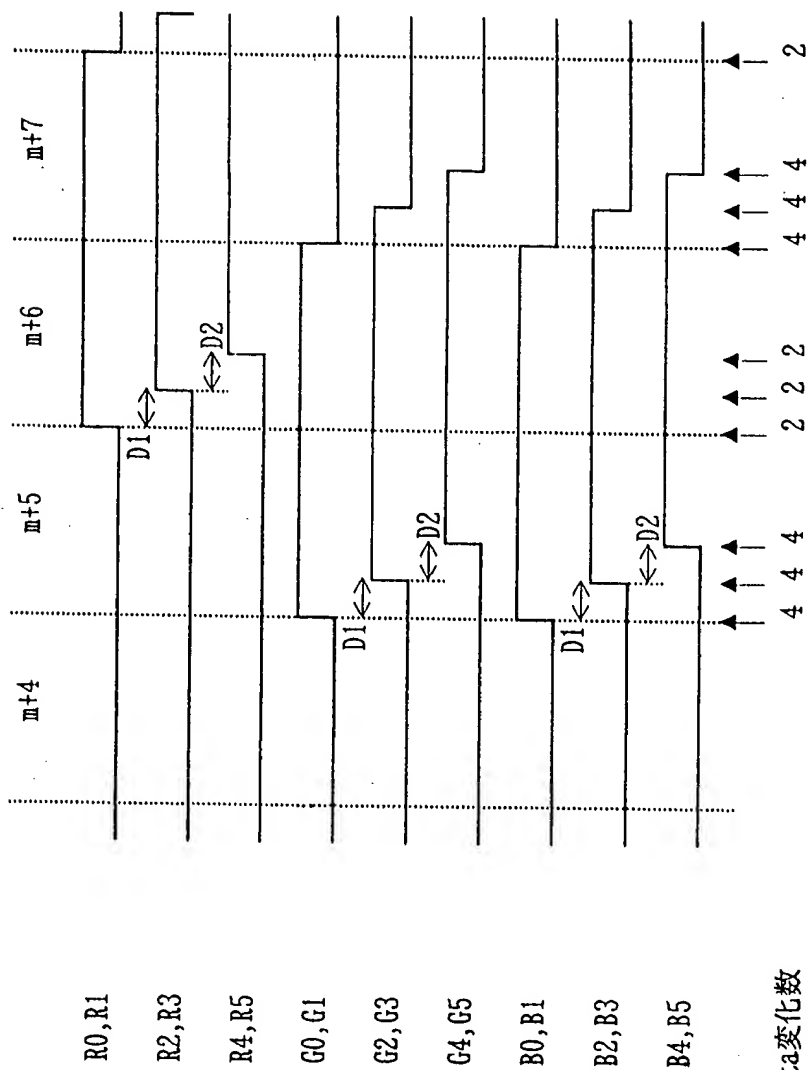 m+4 m+5 m+6 m+7
R0,R1
D1
R2,R3
D2
R4,R5
G0,G1
D1
G2,G3
D2
G4,G5
B0,B1
D1
B2,B3
D2
B4,B5
変化数 4 4 4 2 2 2 4 4 4 2